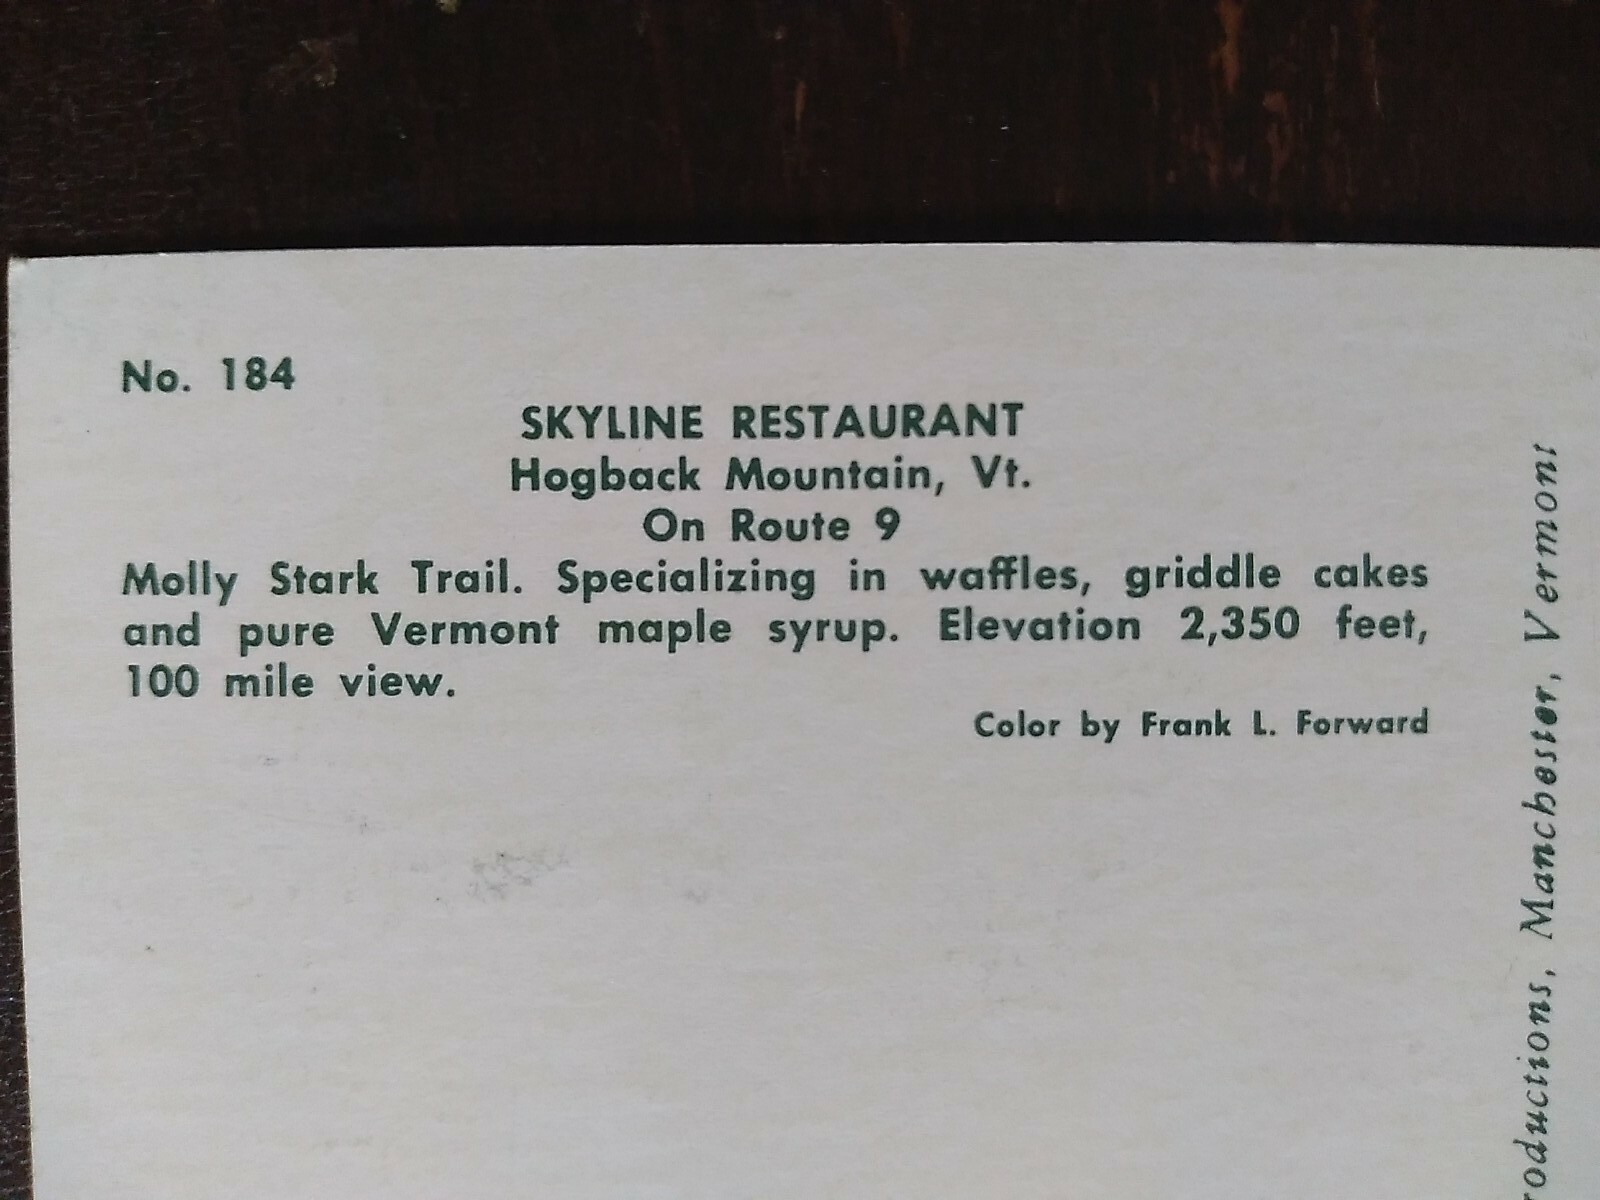 No. 184
SKYLINE RESTAURANT
Hogback Mountain, Vt.
On Route 9
Molly Stark Trail. Specializing in waffles, griddle cakes
and pure Vermont maple syrup. Elevation 2,350 feet,
100 mile view.
Color by Frank L. Forward
Manchester, Vermont